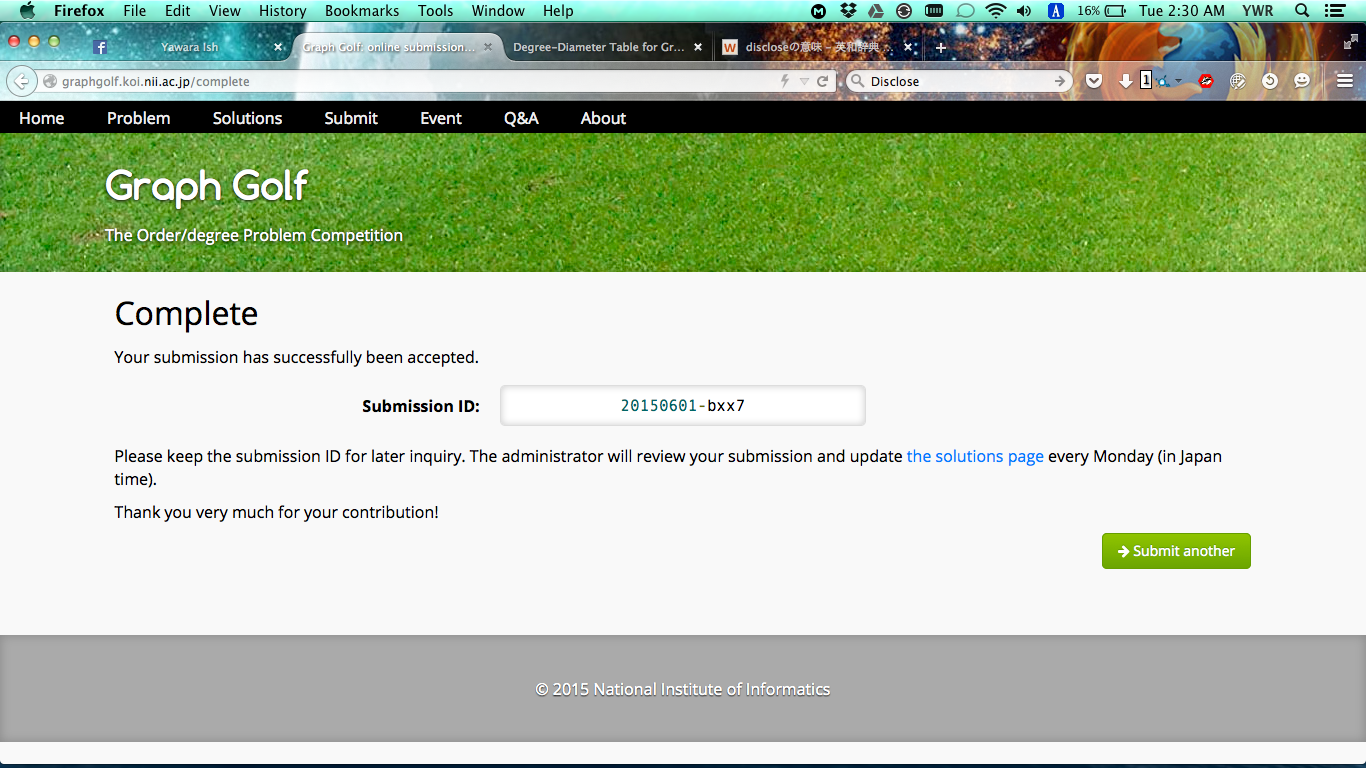 Firefox File Edit View History Bookmarks Tools Window Help 16% Tue 2:30 AM YWR
Yawara Ish Graph Golf: online submission... Degree-Diameter Table for Gr... discloseの意味 - 英和辞典
graphgolf.koi.nii.ac.jp/complete Disclose 1
Home Problem Solutions Submit Event Q&A About
Graph Golf
The Order/degree Problem Competition
Complete
Your submission has successfully been accepted.
Submission ID: 20150601-bxx7
Please keep the submission ID for later inquiry. The administrator will review your submission and update the solutions page every Monday (in Japan
time).
Thank you very much for your contribution!
Submit another
© 2015 National Institute of Informatics